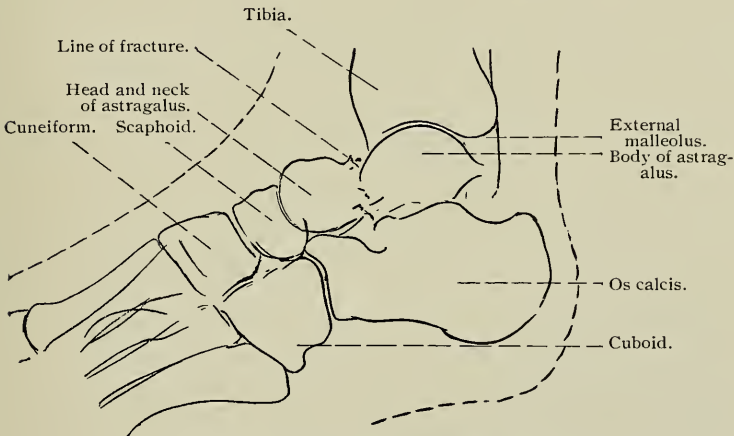 Tibia.
Line of fracture.
Head and neck
of astragalus.
Cuneiform. Scaphoid.
External
malleolus.
Body of astrag-
alus.
Os calcis.
Cuboid.